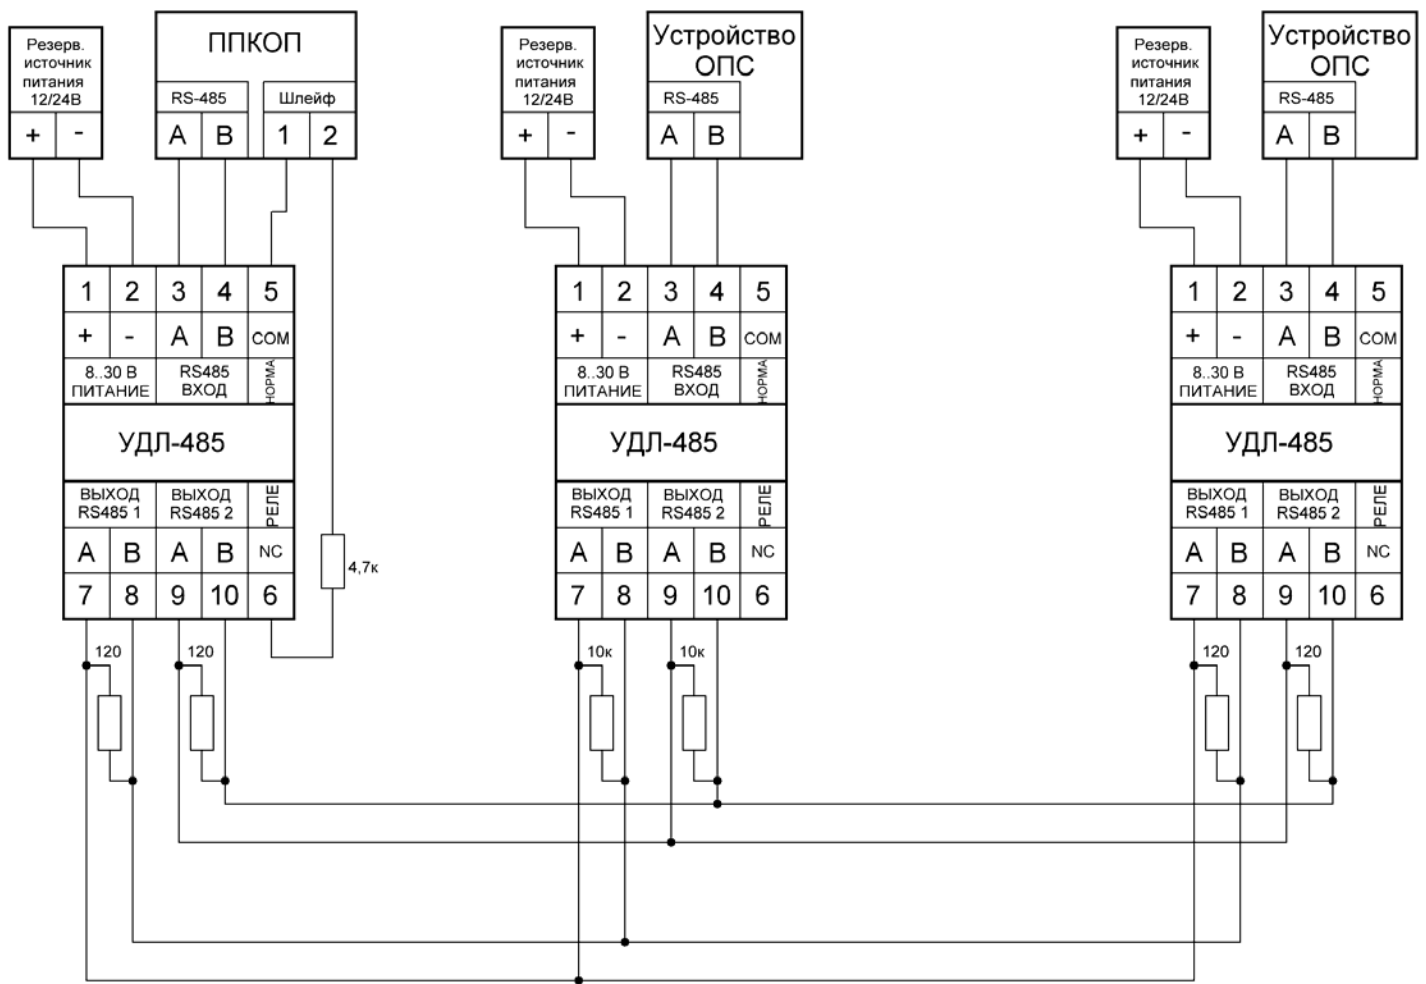 Резерв.
источник
питания
12/24В
+ -
ППКОП
RS-485 Шлейф
A B 1 2
Резерв.
источник
питания
12/24В
+ -
Устройство
ОПС
RS-485
A B
Резерв.
источник
питания
12/24В
+ -
Устройство
ОПС
RS-485
A B
1 2 3 4 5
+ - A B COM
8..30 В
ПИТАНИЕ
RS485
ВХОД
НОРМА
УДЛ-485
ВЫХОД
RS485 1
ВЫХОД
RS485 2
РЕЛЕ
A B A B NC
7 8 9 10 6
4,7к
120 120
1 2 3 4 5
+ - A B COM
8..30 В
ПИТАНИЕ
RS485
ВХОД
НОРМА
УДЛ-485
ВЫХОД
RS485 1
ВЫХОД
RS485 2
РЕЛЕ
A B A B NC
7 8 9 10 6
10к 10к
1 2 3 4 5
+ - A B COM
8..30 В
ПИТАНИЕ
RS485
ВХОД
НОРМА
УДЛ-485
ВЫХОД
RS485 1
ВЫХОД
RS485 2
РЕЛЕ
A B A B NC
7 8 9 10 6
120 120